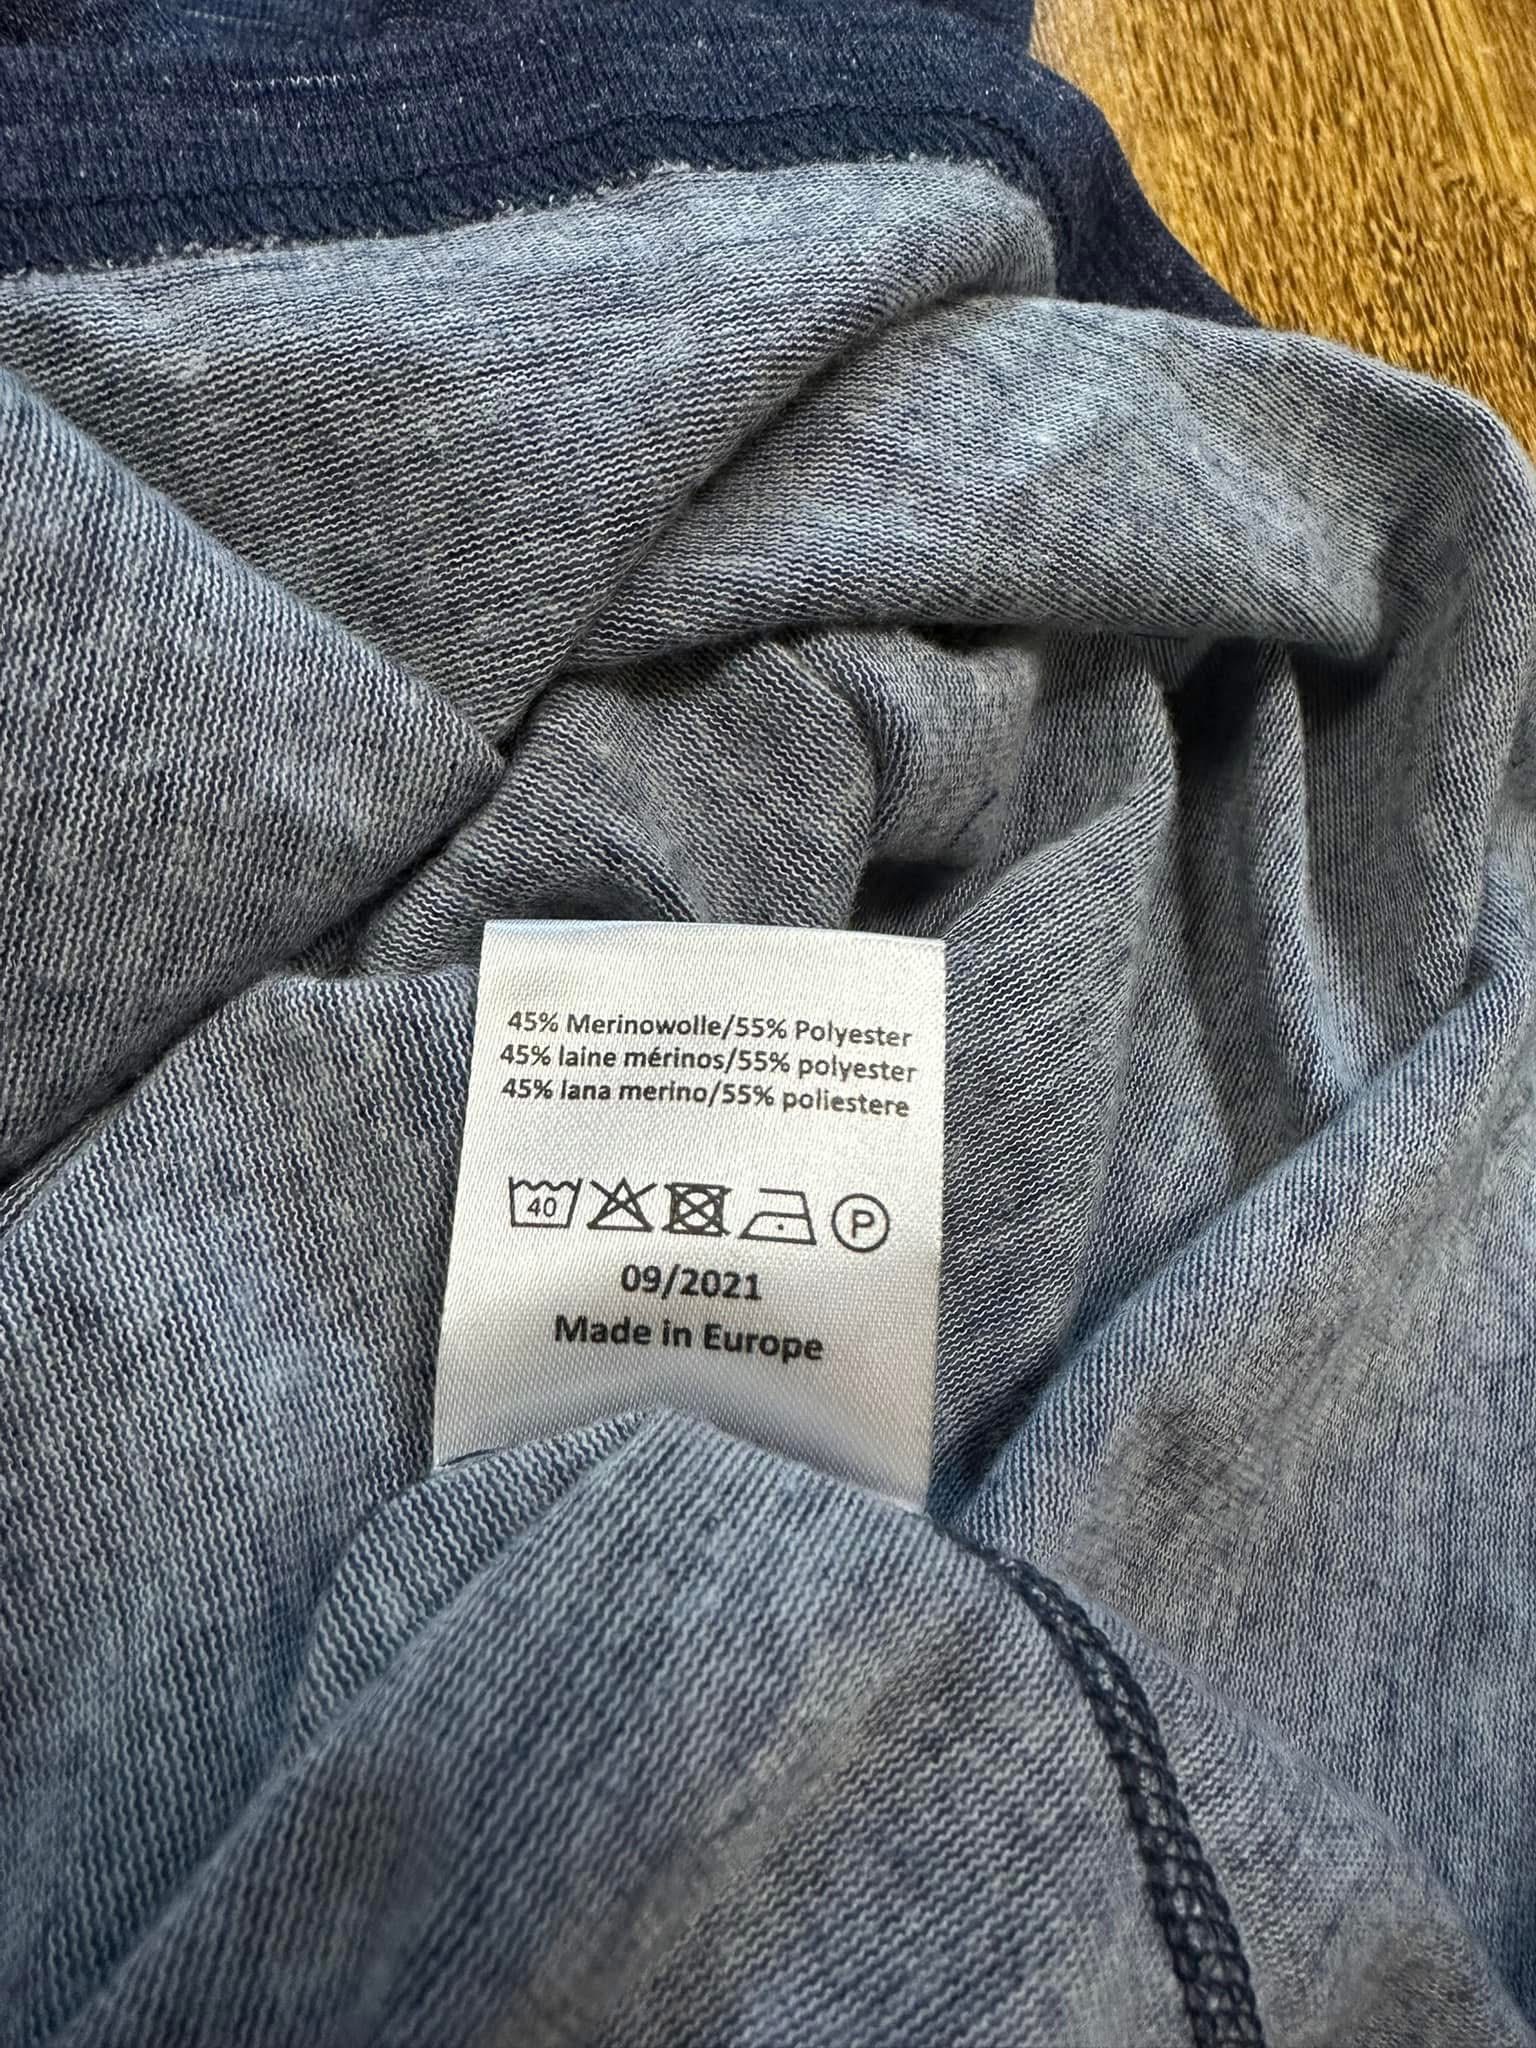 45% Merinowolle/55% Polyester
45% laine mérinos/55% polyester
45% lana merino/55% poliestere
40 P
09/2021
Made in Europe